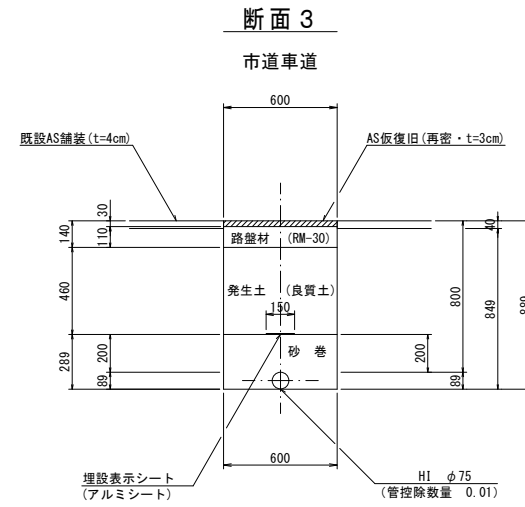 断面3
市道車道
600
既設AS舗装(t=4cm)
AS仮復旧(再密・t=3cm)
30
140
110
40
路盤材 (RM-30)
発生土 (良質土)
150
460
800
849
889
砂 巻
289
200
200
89
89
600
埋設表示シート
(アルミシート)
HI φ75
(管控除数量 0.01)